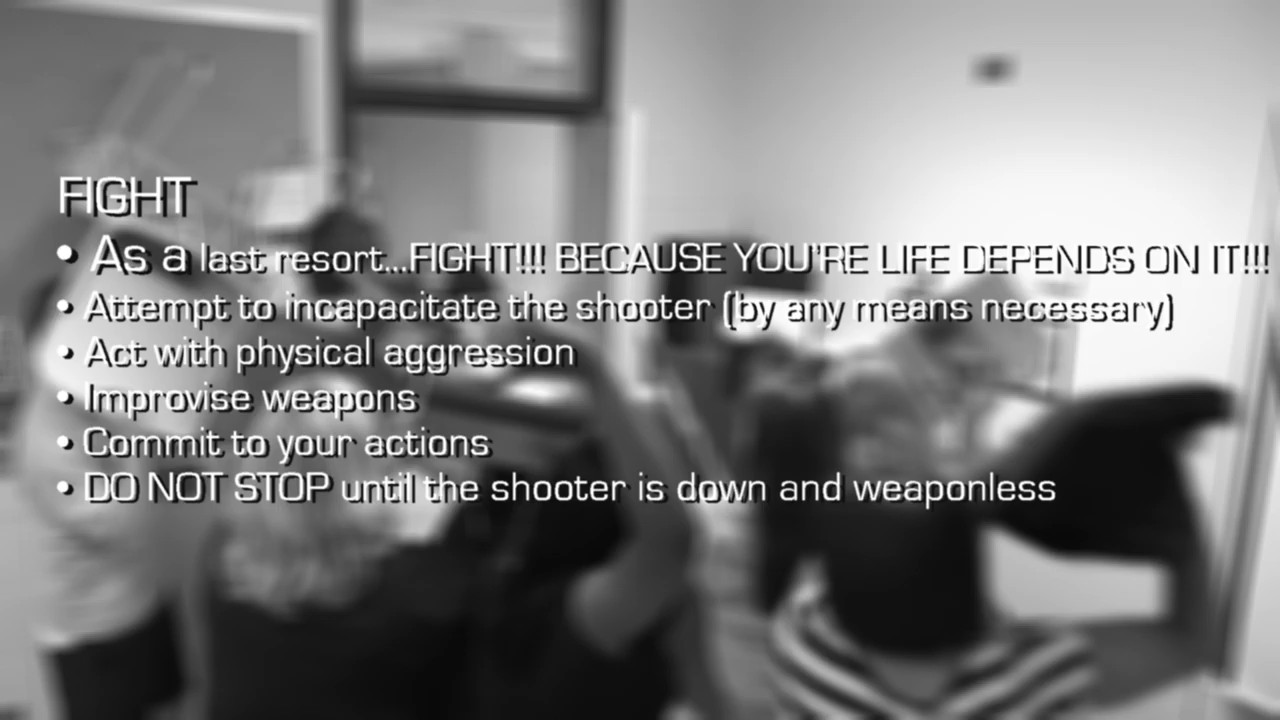 FIGHT
• As a last resort...FIGHT!!! BECAUSE YOU'RE LIFE DEPENDS ON IT!!!
• Attempt to incapacitate the shooter (by any means necessary)
• Act with physical aggression
• Improvise weapons
• Commit to your actions
• DO NOT STOP until the shooter is down and weaponless